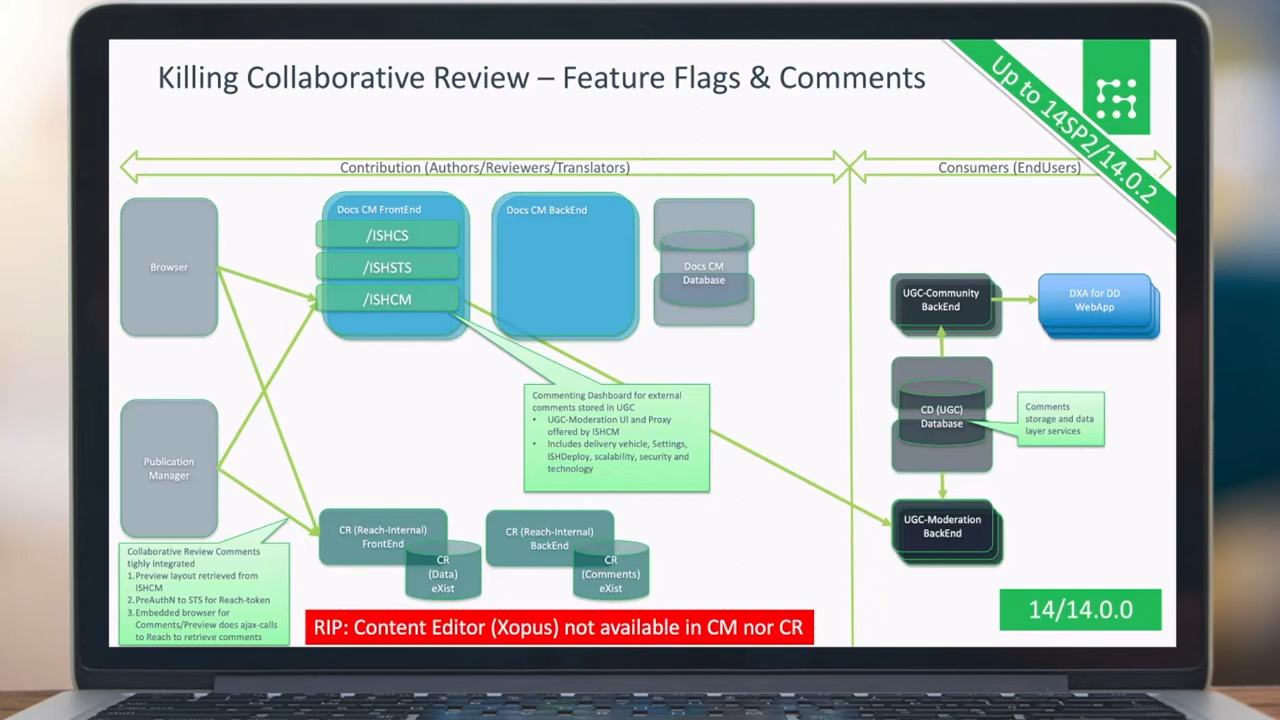 Killing Collaborative Review – Feature Flags & Comments
Up to 14SP2/14.0.2
Contribution (Authors/Reviewers/Translators)
Consumers (EndUsers)
Browser
Docs CM FrontEnd
/ISHCS
/ISHSTS
/ISHCM
Docs CM BackEnd
Docs CM
Database
UGC-Community
BackEnd
DXA for DD
WebApp
Commenting Dashboard for external
comments stored in UGC
• UGC-Moderation UI and Proxy
offered by ISHCM
• Includes delivery vehicle, Settings,
ISHDeploy, scalability, security and
technology
CD (UGC)
Database
Comments
storage and data
layer services
Publication
Manager
Collaborative Review Comments
tighly integrated
1. Preview layout retrieved from
ISHCM
2. PreAuthN to STS for Reach-token
3. Embedded browser for
Comments/Preview does ajax-calls
to Reach to retrieve comments
CR (Reach-Internal)
FrontEnd
CR
(Data)
eXist
CR (Reach-Internal)
BackEnd
CR
(Comments)
eXist
UGC-Moderation
BackEnd
RIP: Content Editor (Xopus) not available in CM nor CR
14/14.0.0